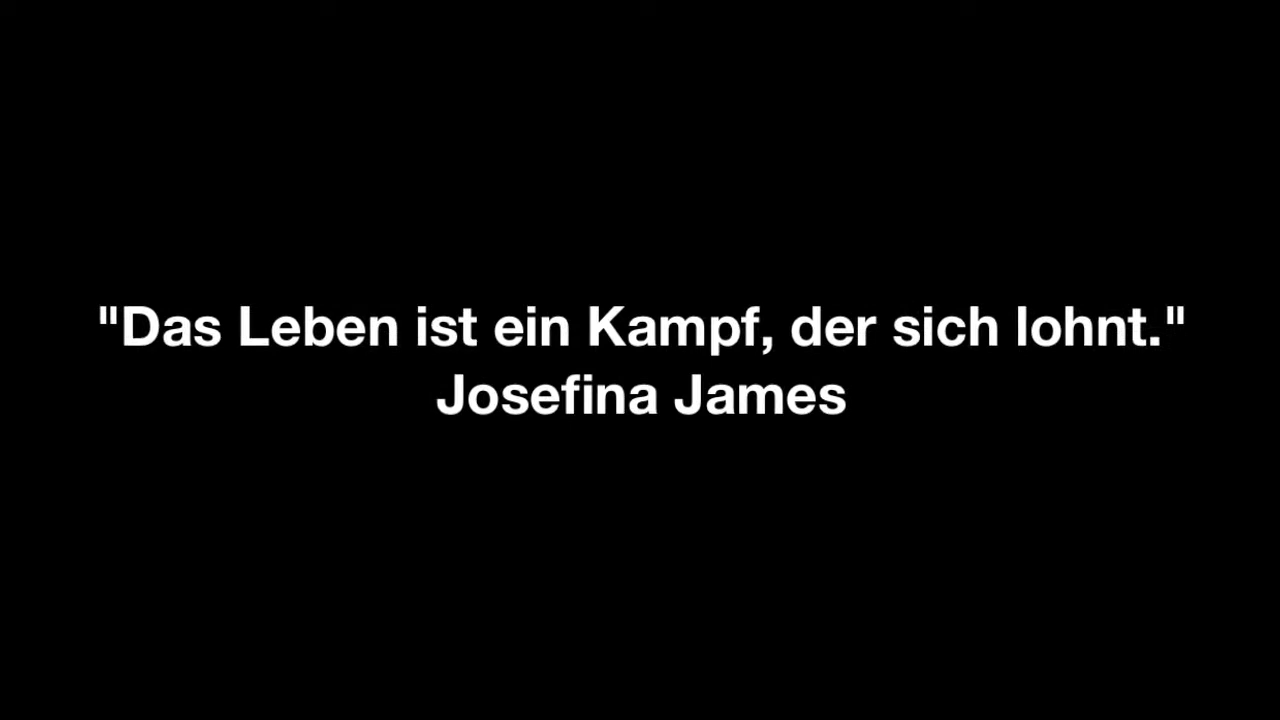 "Das Leben ist ein Kampf, der sich lohnt."
Josefina James